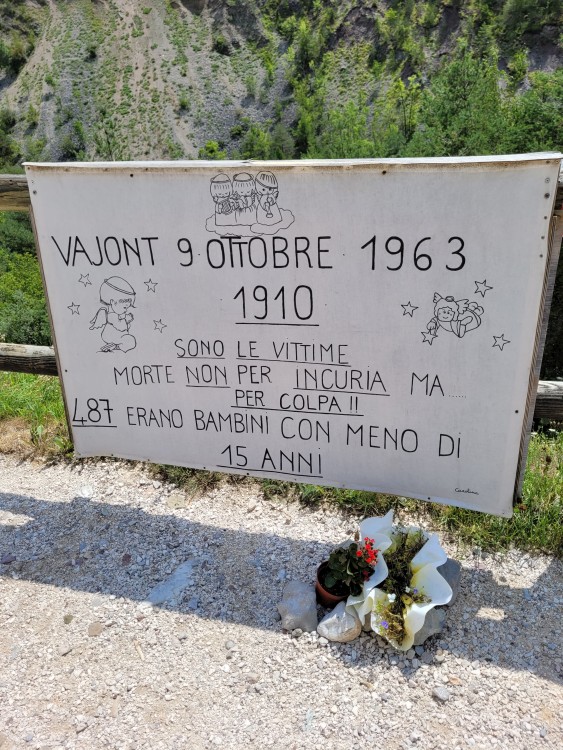 VAJONT 9 OTTOBRE 1963
1910
SONO LE VITTIME
MORTE NON PER INCURIA MA.....
PER COLPA!!
487 ERANO BAMBINI CON MENO DI
15 ANNI